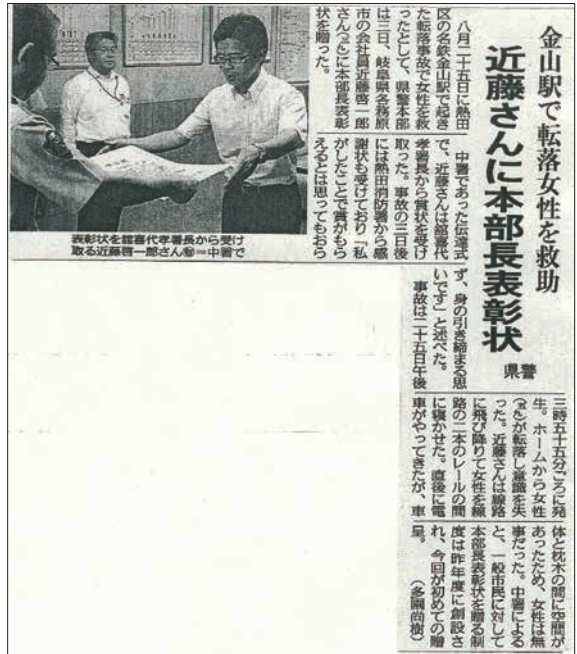 金山駅で転落女性を救助
近藤さんに本部長表彰状
県警
八月二十五日に熱田
区の名鉄金山駅で起き
た転落事故で女性を救
ったとして、県警本部
は三日、岐阜県各務原
市の会社員近藤啓一郎
さんに本部長表彰
状を贈った。
中署であった伝達式
で、近藤さんは舘喜代
孝署長から賞状を受け
取った。事故の三日後
には熱田消防署から感
謝状も受けており「私
がしたことで賞がもら
えるとは思ってもおら
ず、身の引き締まる思
いです」と述べた。
事故は二十五日午後
三時五十五分ごろに発
生。ホームから女性
が転落し意識を失
った。近藤さんは線路
に飛び降りて女性を線
路の二本のレールの間
に寝かせた。直後に電
車がやってきたが、車
体と枕木の間に空間が
あったため、女性は無
事だった。中署による
と、一般市民に対して
本部長表彰状を贈る制
度は昨年度に創設さ
れ、今回が初めての贈
呈。（多園尚樹）
表彰状を舘喜代孝署長から受け
取る近藤啓一郎さん㊨＝中署で